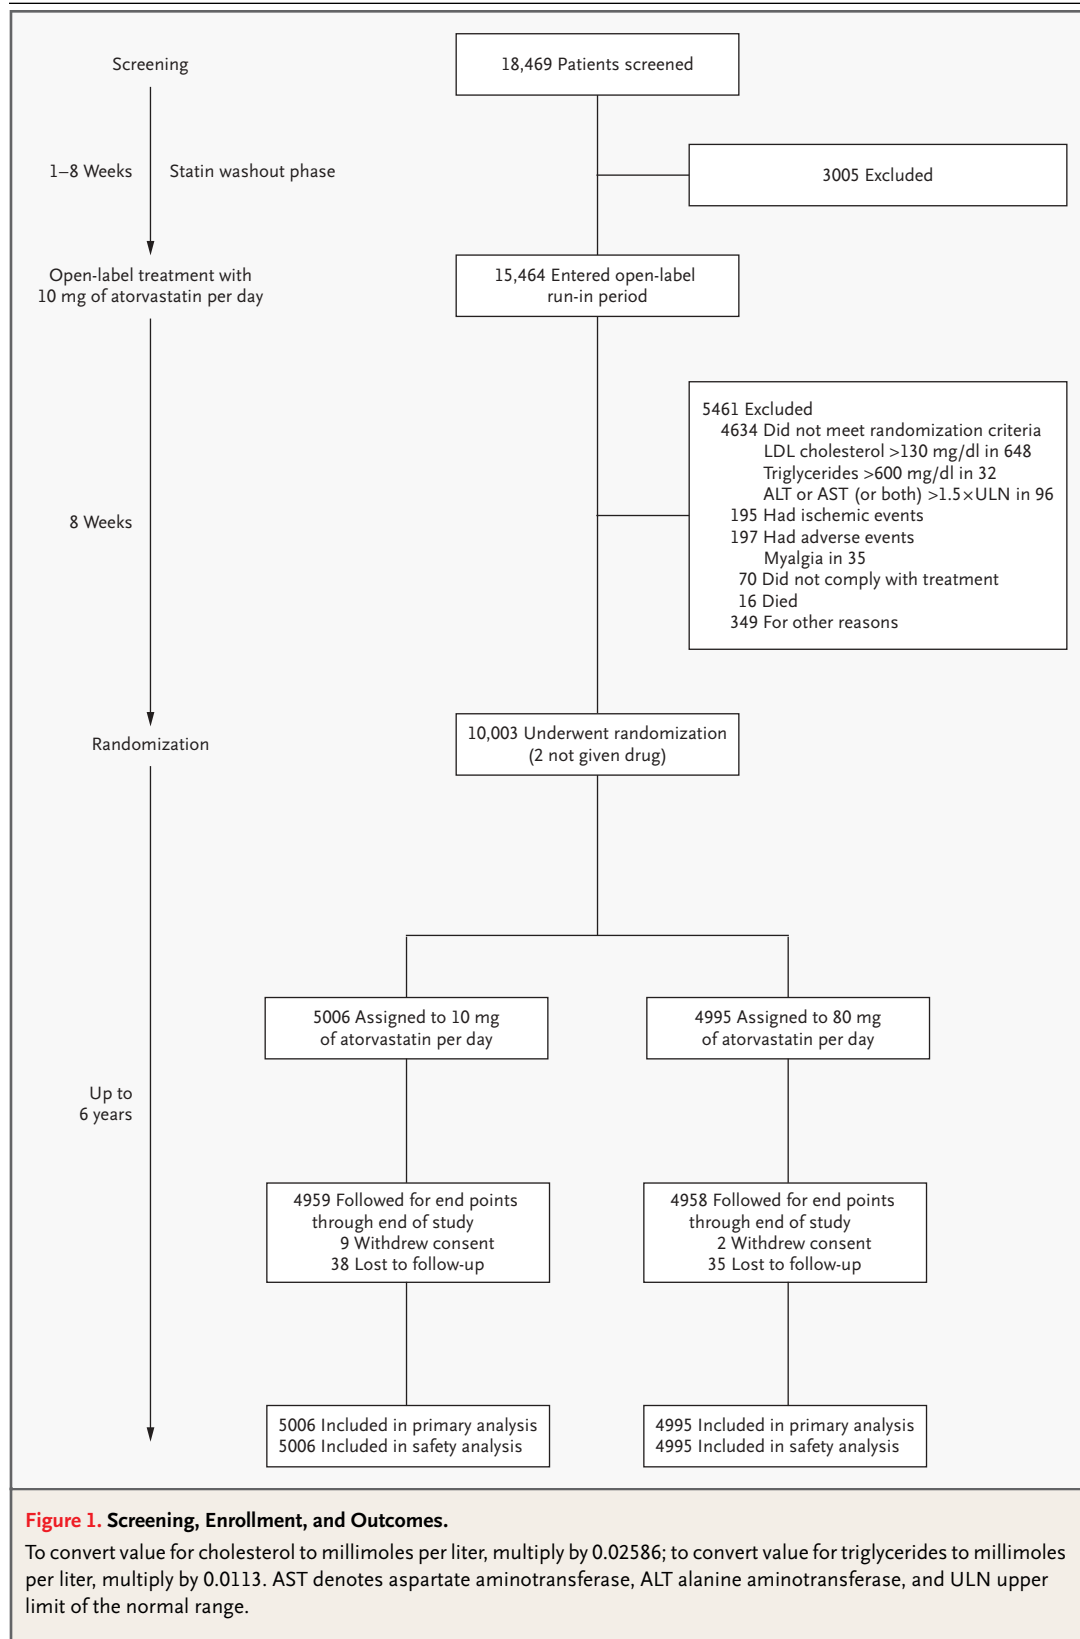 Screening
18,469 Patients screened
1–8 Weeks
Statin washout phase
3005 Excluded
Open-label treatment with
10 mg of atorvastatin per day
15,464 Entered open-label
run-in period
5461 Excluded
4634 Did not meet randomization criteria
LDL cholesterol >130 mg/dl in 648
Triglycerides >600 mg/dl in 32
ALT or AST (or both) >1.5×ULN in 96
195 Had ischemic events
197 Had adverse events
Myalgia in 35
70 Did not comply with treatment
16 Died
349 For other reasons
8 Weeks
Randomization
10,003 Underwent randomization
(2 not given drug)
5006 Assigned to 10 mg
of atorvastatin per day
4995 Assigned to 80 mg
of atorvastatin per day
Up to
6 years
4959 Followed for end points
through end of study
9 Withdrew consent
38 Lost to follow-up
4958 Followed for end points
through end of study
2 Withdrew consent
35 Lost to follow-up
5006 Included in primary analysis
5006 Included in safety analysis
4995 Included in primary analysis
4995 Included in safety analysis
Figure 1. Screening, Enrollment, and Outcomes.
To convert value for cholesterol to millimoles per liter, multiply by 0.02586; to convert value for triglycerides to millimoles
per liter, multiply by 0.0113. AST denotes aspartate aminotransferase, ALT alanine aminotransferase, and ULN upper
limit of the normal range.